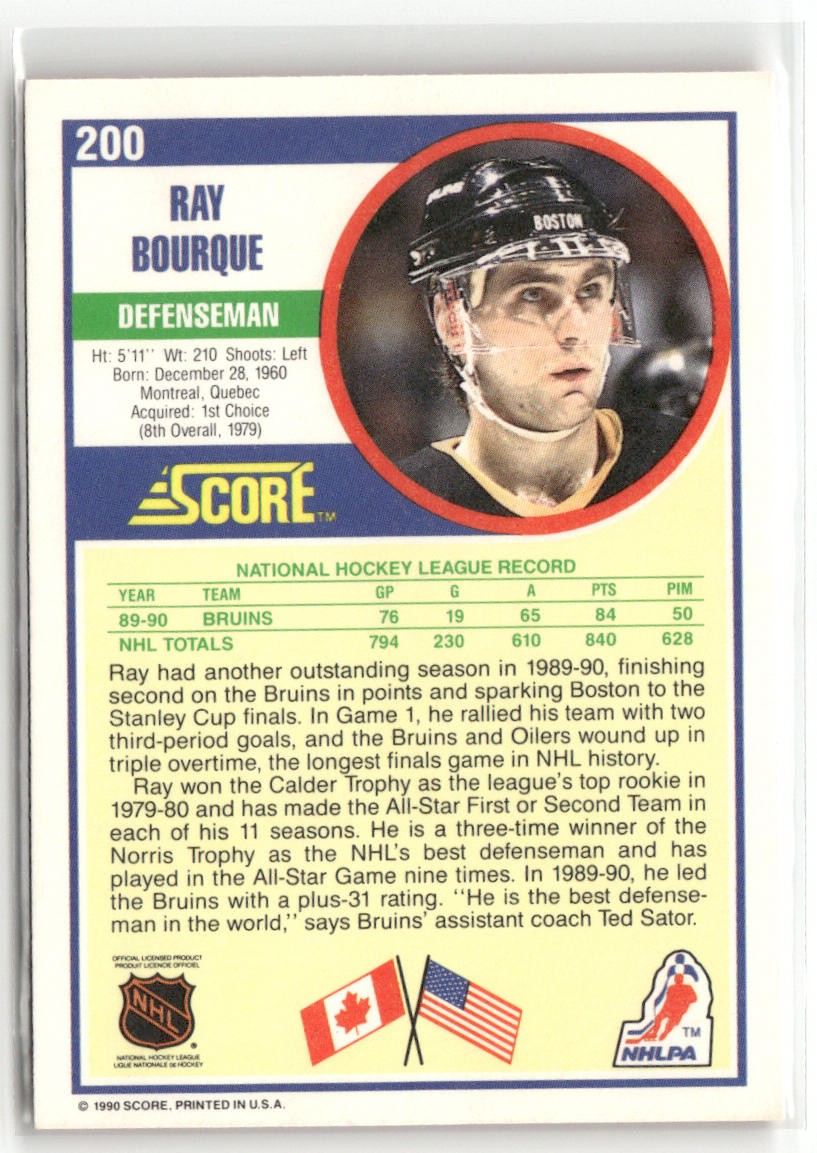 200
RAY
BOURQUE
DEFENSEMAN
Ht: 5'11'' Wt: 210 Shoots: Left
Born: December 28, 1960
Montreal, Quebec
Acquired: 1st Choice
(8th Overall, 1979)
BOSTON
SCORE™
NATIONAL HOCKEY LEAGUE RECORD
YEAR TEAM GP G A PTS PIM
89-90 BRUINS 76 19 65 84 50
NHL TOTALS 794 230 610 840 628
Ray had another outstanding season in 1989-90, finishing
second on the Bruins in points and sparking Boston to the
Stanley Cup finals. In Game 1, he rallied his team with two
third-period goals, and the Bruins and Oilers wound up in
triple overtime, the longest finals game in NHL history.
Ray won the Calder Trophy as the league's top rookie in
1979-80 and has made the All-Star First or Second Team in
each of his 11 seasons. He is a three-time winner of the
Norris Trophy as the NHL's best defenseman and has
played in the All-Star Game nine times. In 1989-90, he led
the Bruins with a plus-31 rating. ''He is the best defense-
man in the world,'' says Bruins' assistant coach Ted Sator.
OFFICIAL LICENSED PRODUCT
PRODUIT LICENCIE OFFICIEL
NHL
®
NATIONAL HOCKEY LEAGUE
LIGUE NATIONALE DE HOCKEY
TM
NHLPA
© 1990 SCORE, PRINTED IN U.S.A.